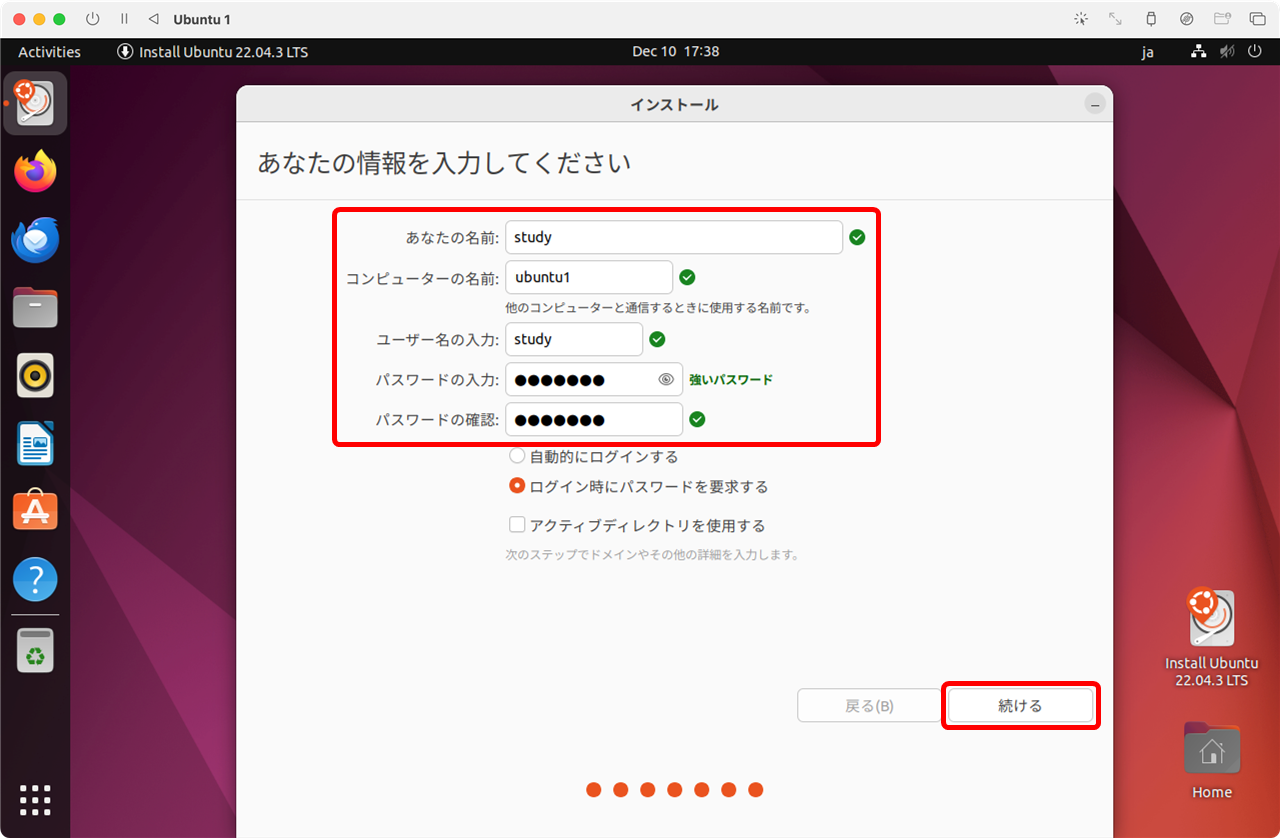 Ubuntu 1
Activities
Install Ubuntu 22.04.3 LTS
Dec 10 17:38
ja
インストール
あなたの情報を入力してください
あなたの名前: study
コンピューターの名前: ubuntu1
他のコンピューターと通信するときに使用する名前です。
ユーザー名の入力: study
パスワードの入力: ●●●●●●● 強いパスワード
パスワードの確認: ●●●●●●●
自動的にログインする
ログイン時にパスワードを要求する
アクティブディレクトリを使用する
次のステップでドメインやその他の詳細を入力します。
戻る(B)
続ける
Install Ubuntu
22.04.3 LTS
Home